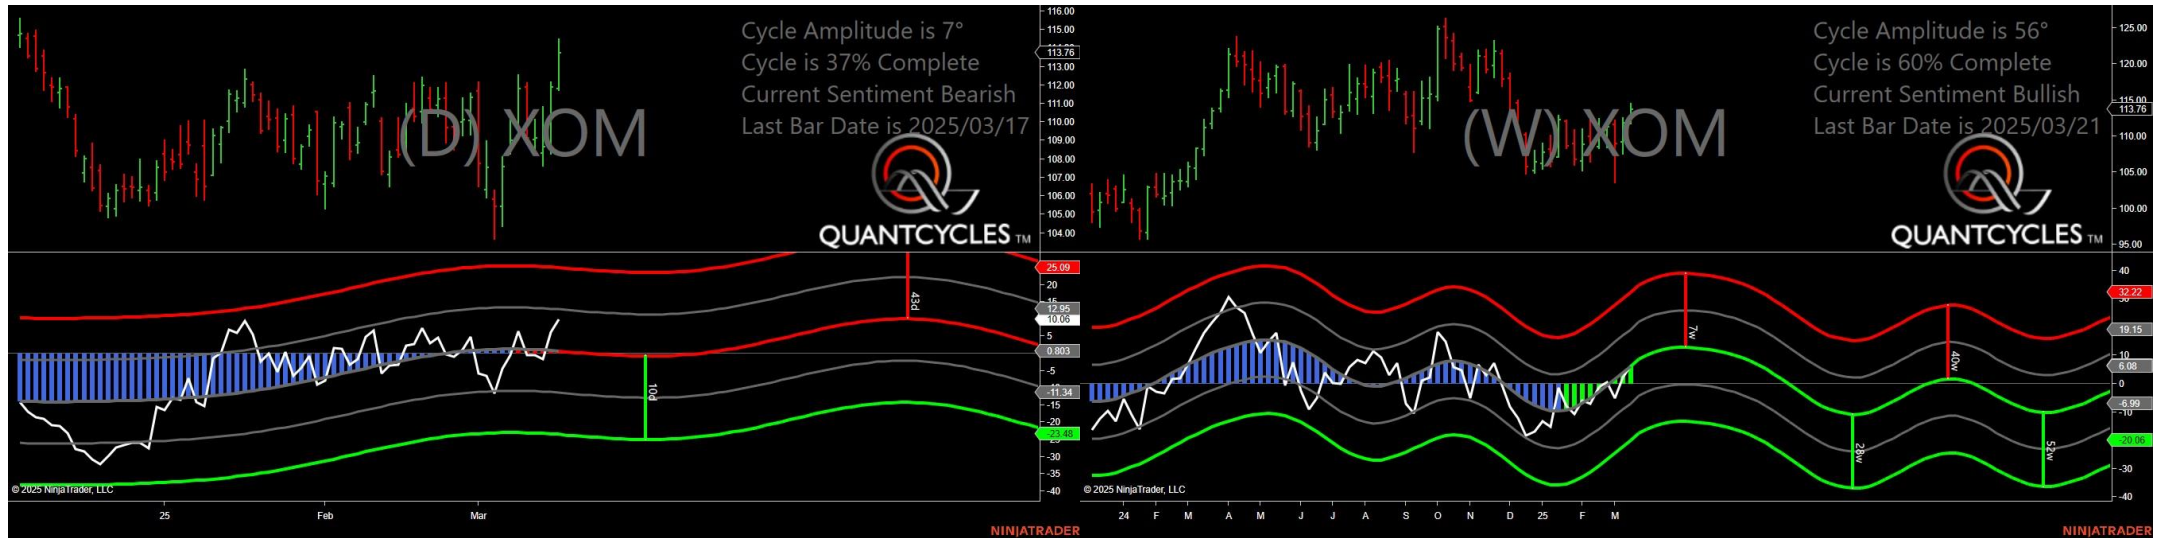 Cycle Amplitude is 7°
Cycle is 37% Complete
Current Sentiment Bearish
Last Bar Date is 2025/03/17
(D) XOM
QUANTCYCLES TM
116.00
115.00
113.76
113.00
112.00
111.00
110.00
109.00
108.00
107.00
106.00
105.00
104.00
25.09
20
12.95
10.06
5
0.803
-5
-11.34
-15
-20
-23.48
-30
-35
-40
43d
10d
© 2025 NinjaTrader, LLC
25
Feb
Mar
NINJATRADER
Cycle Amplitude is 56°
Cycle is 60% Complete
Current Sentiment Bullish
Last Bar Date is 2025/03/21
(W) XOM
QUANTCYCLES TM
125.00
120.00
115.00
113.76
110.00
105.00
100.00
95.00
40
32.22
19.15
10
6.08
0
-6.99
-10
-20.06
-30
-40
7w
40w
28w
52w
© 2025 NinjaTrader, LLC
24
F
M
A
M
J
J
A
S
O
N
D
25
F
M
NINJATRADER